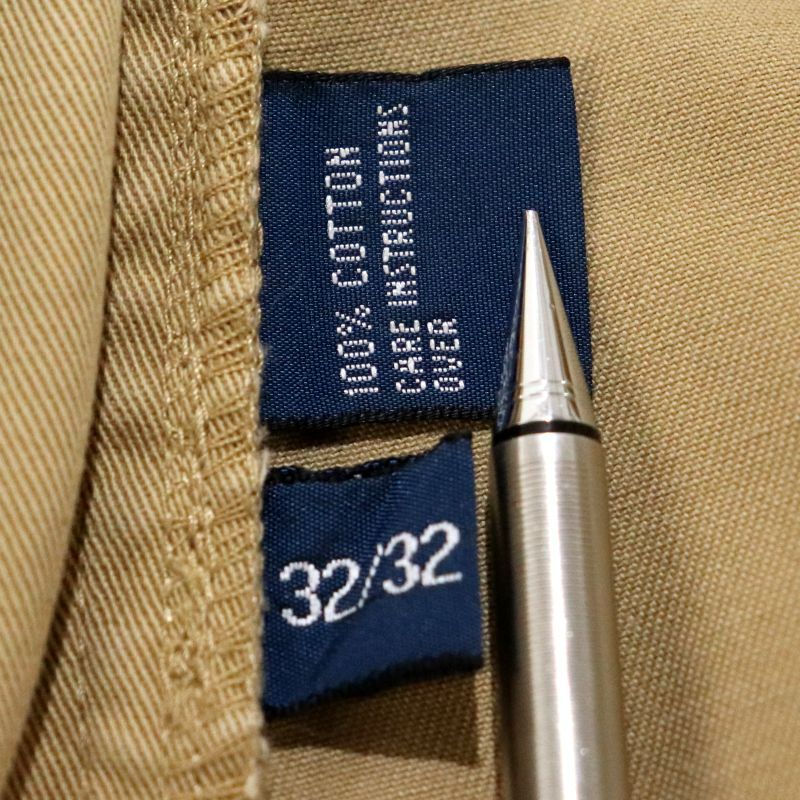 100% COTTON
CARE INSTRUCTIONS
OVER
32/32